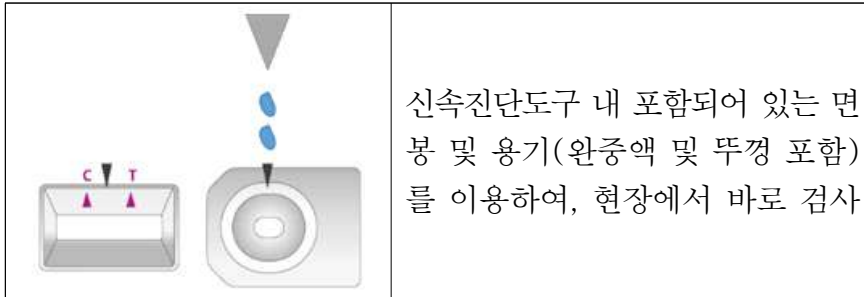 C T
신속진단도구 내 포함되어 있는 면
봉 및 용기(완중액 및 뚜껑 포함)
를 이용하여, 현장에서 바로 검사